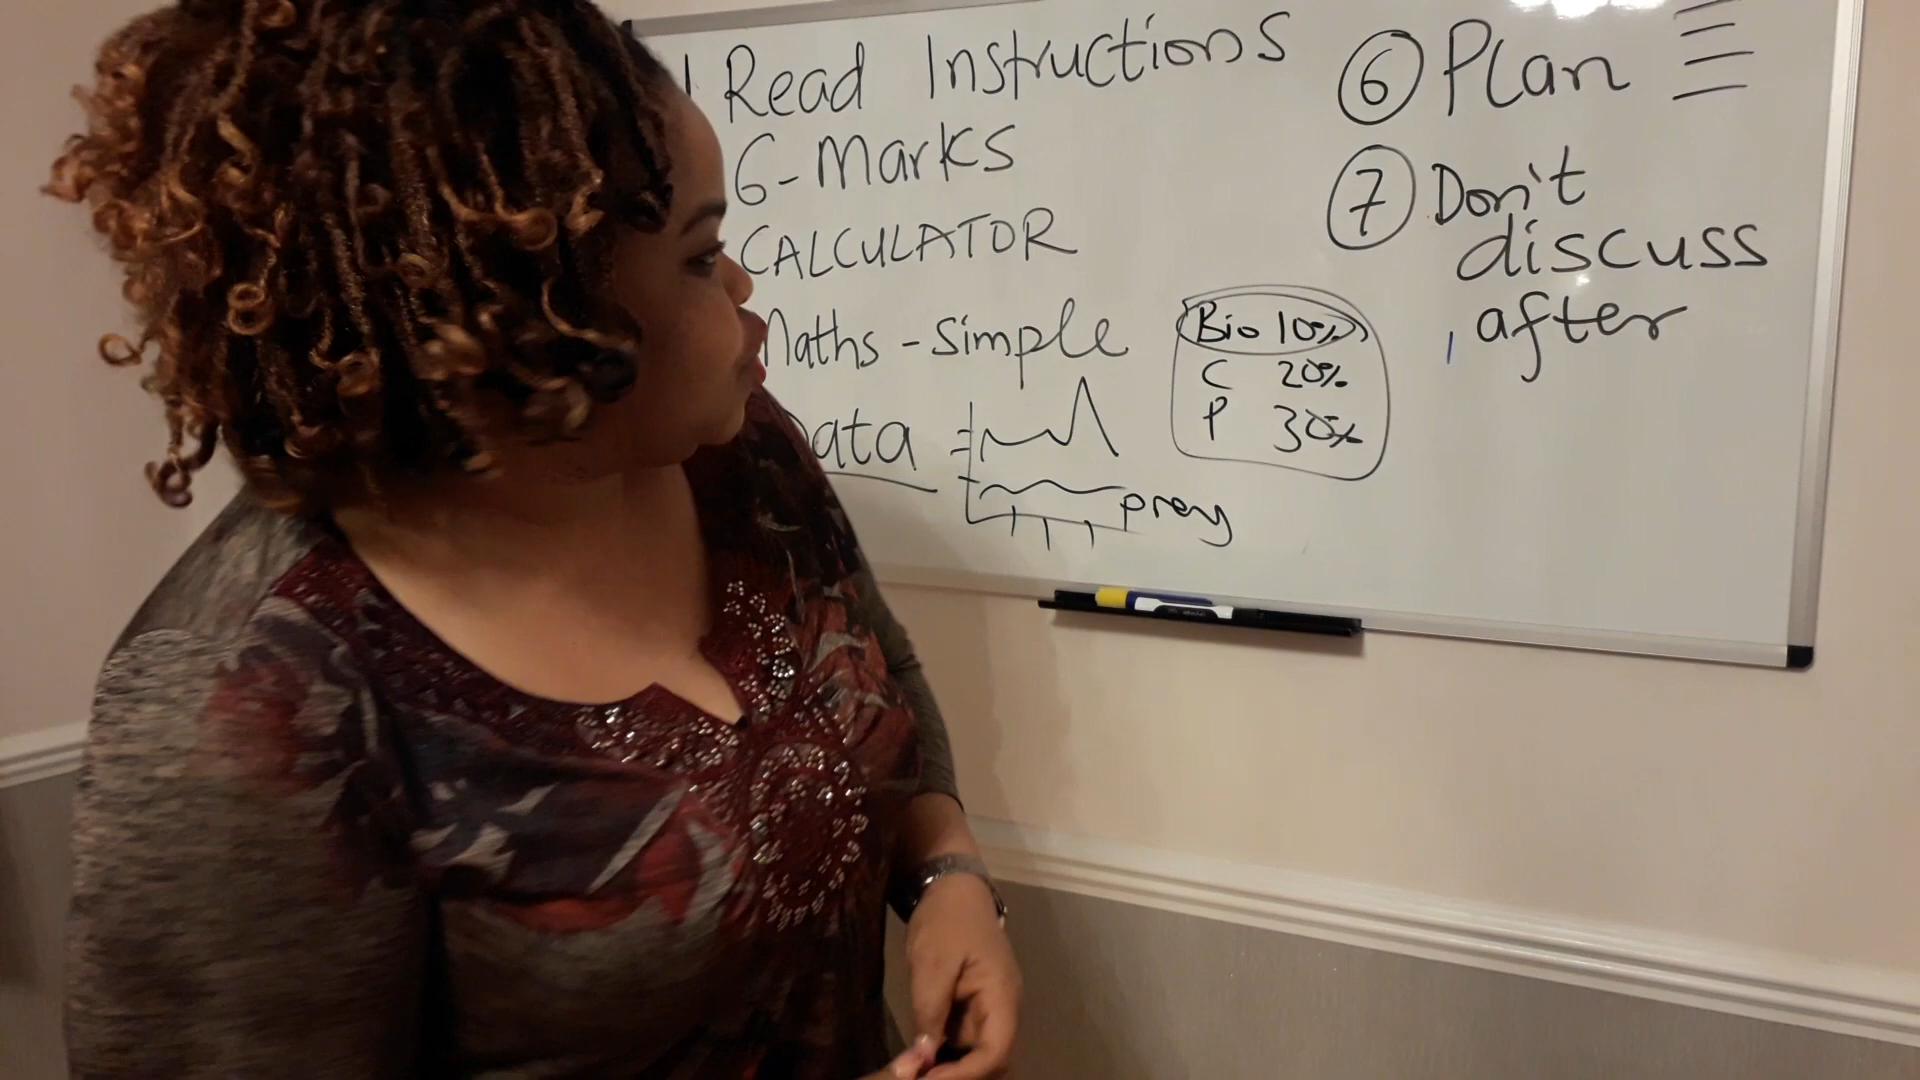 Read Instructions
6-Marks
CALCULATOR
Maths - Simple
Data
prey
Bio 10%
C 20%
P 30%
6 Plan
7 Don't
discuss
after